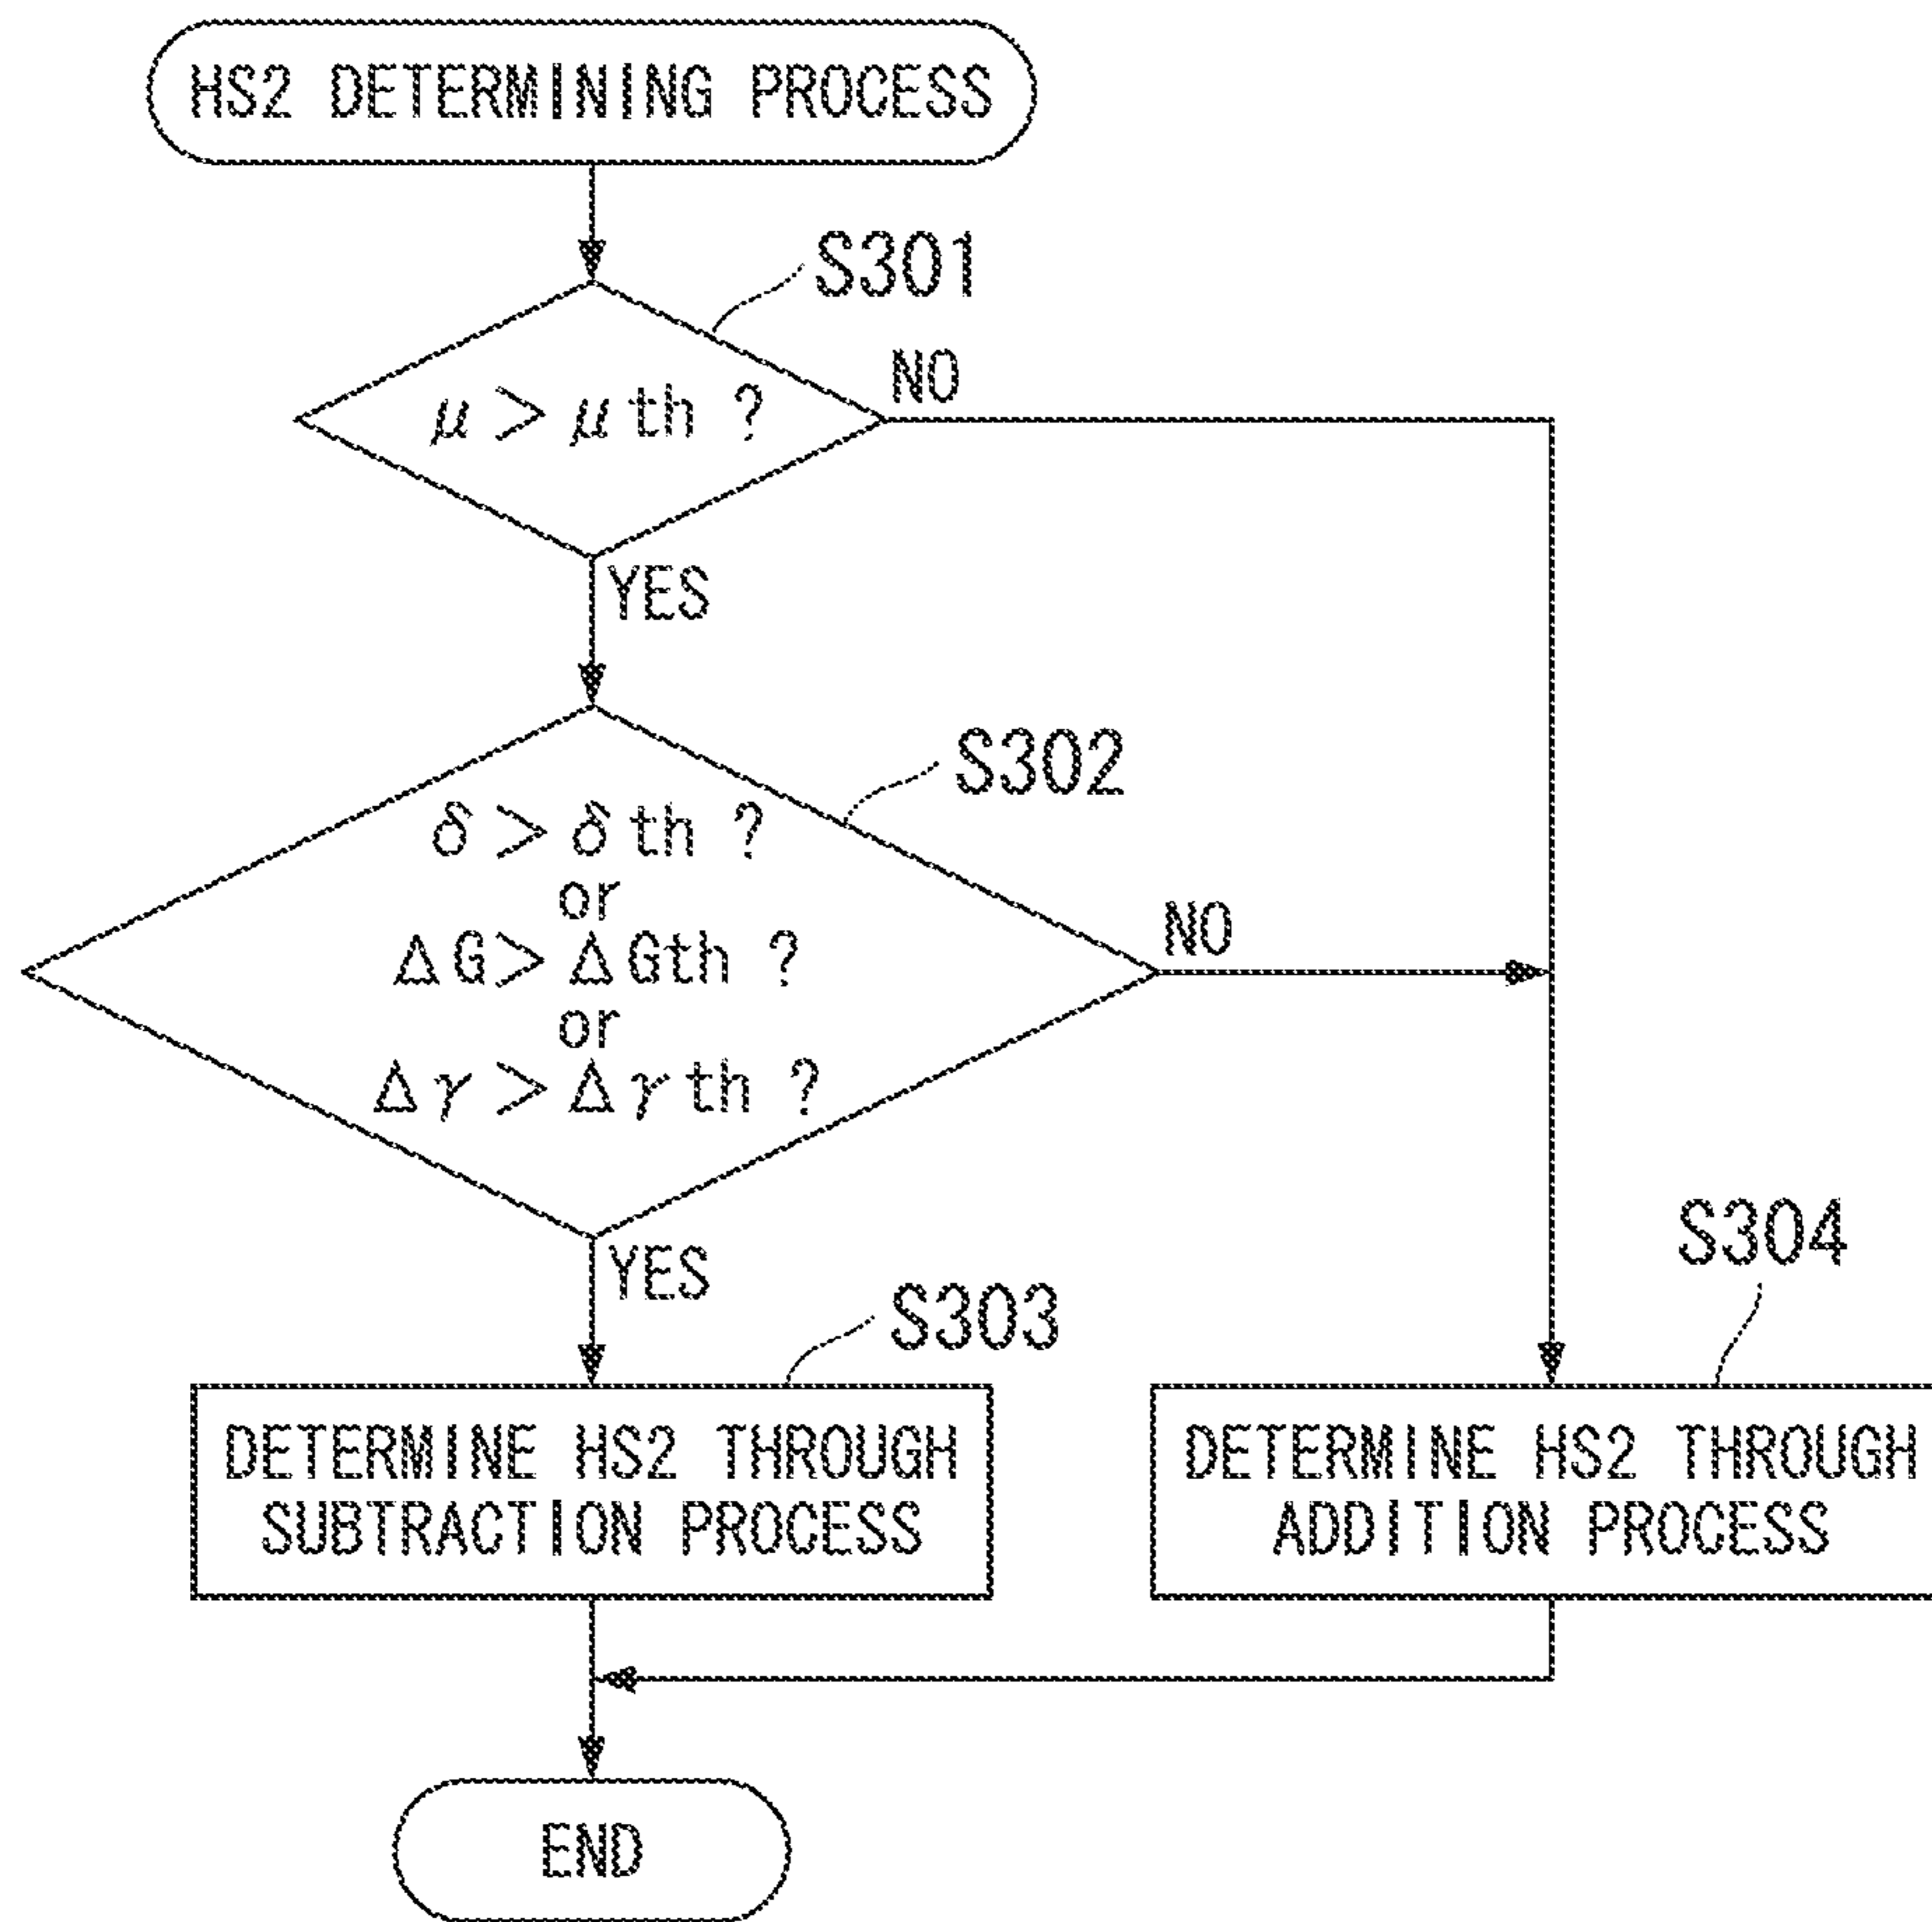 HS2 DETERMINING PROCESS
S301
μ > μth ?
NO
YES
S302
δ > δth ?
or
ΔG > ΔGth ?
or
Δγ > Δγth ?
NO
YES
S303
S304
DETERMINE HS2 THROUGH
SUBTRACTION PROCESS
DETERMINE HS2 THROUGH
ADDITION PROCESS
END